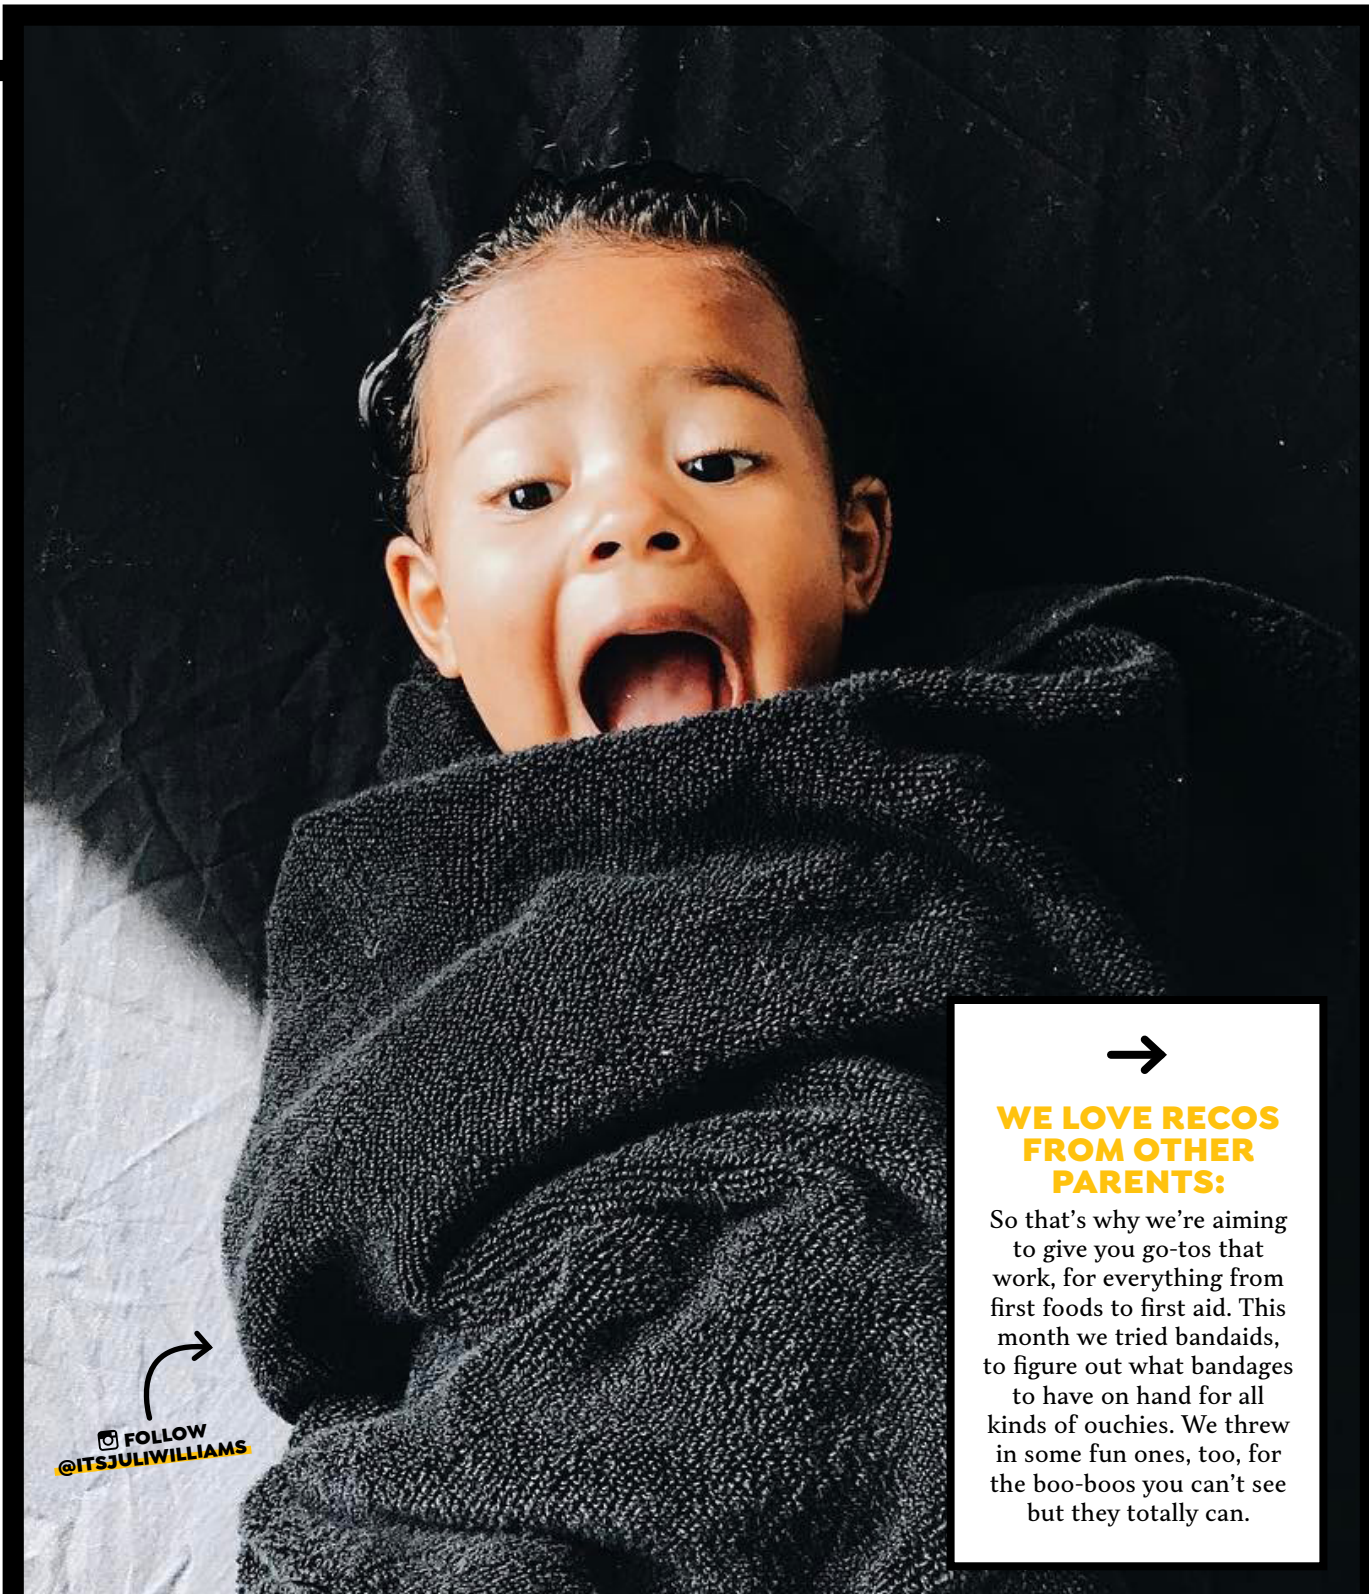 →
WE LOVE RECOS
FROM OTHER
PARENTS:
So that’s why we’re aiming
to give you go-tos that
work, for everything from
first foods to first aid. This
month we tried bandaids,
to figure out what bandages
to have on hand for all
kinds of ouchies. We threw
in some fun ones, too, for
the boo-boos you can’t see
but they totally can.
FOLLOW
@ITSJULIWILLIAMS